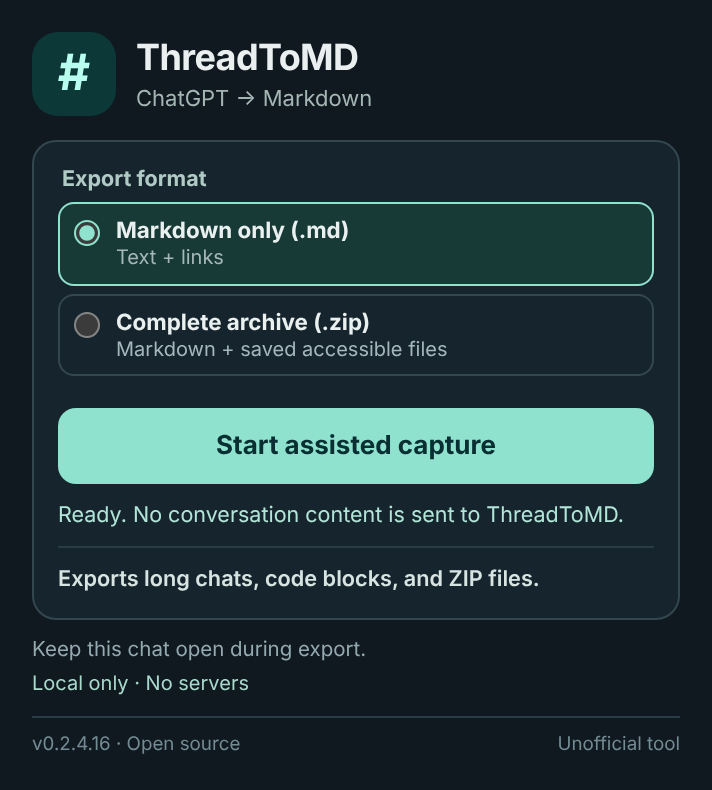 #
ThreadToMD
ChatGPT → Markdown
Export format
Markdown only (.md)
Text + links
Complete archive (.zip)
Markdown + saved accessible files
Start assisted capture
Ready. No conversation content is sent to ThreadToMD.
Exports long chats, code blocks, and ZIP files.
Keep this chat open during export.
Local only · No servers
v0.2.4.16 · Open source
Unofficial tool